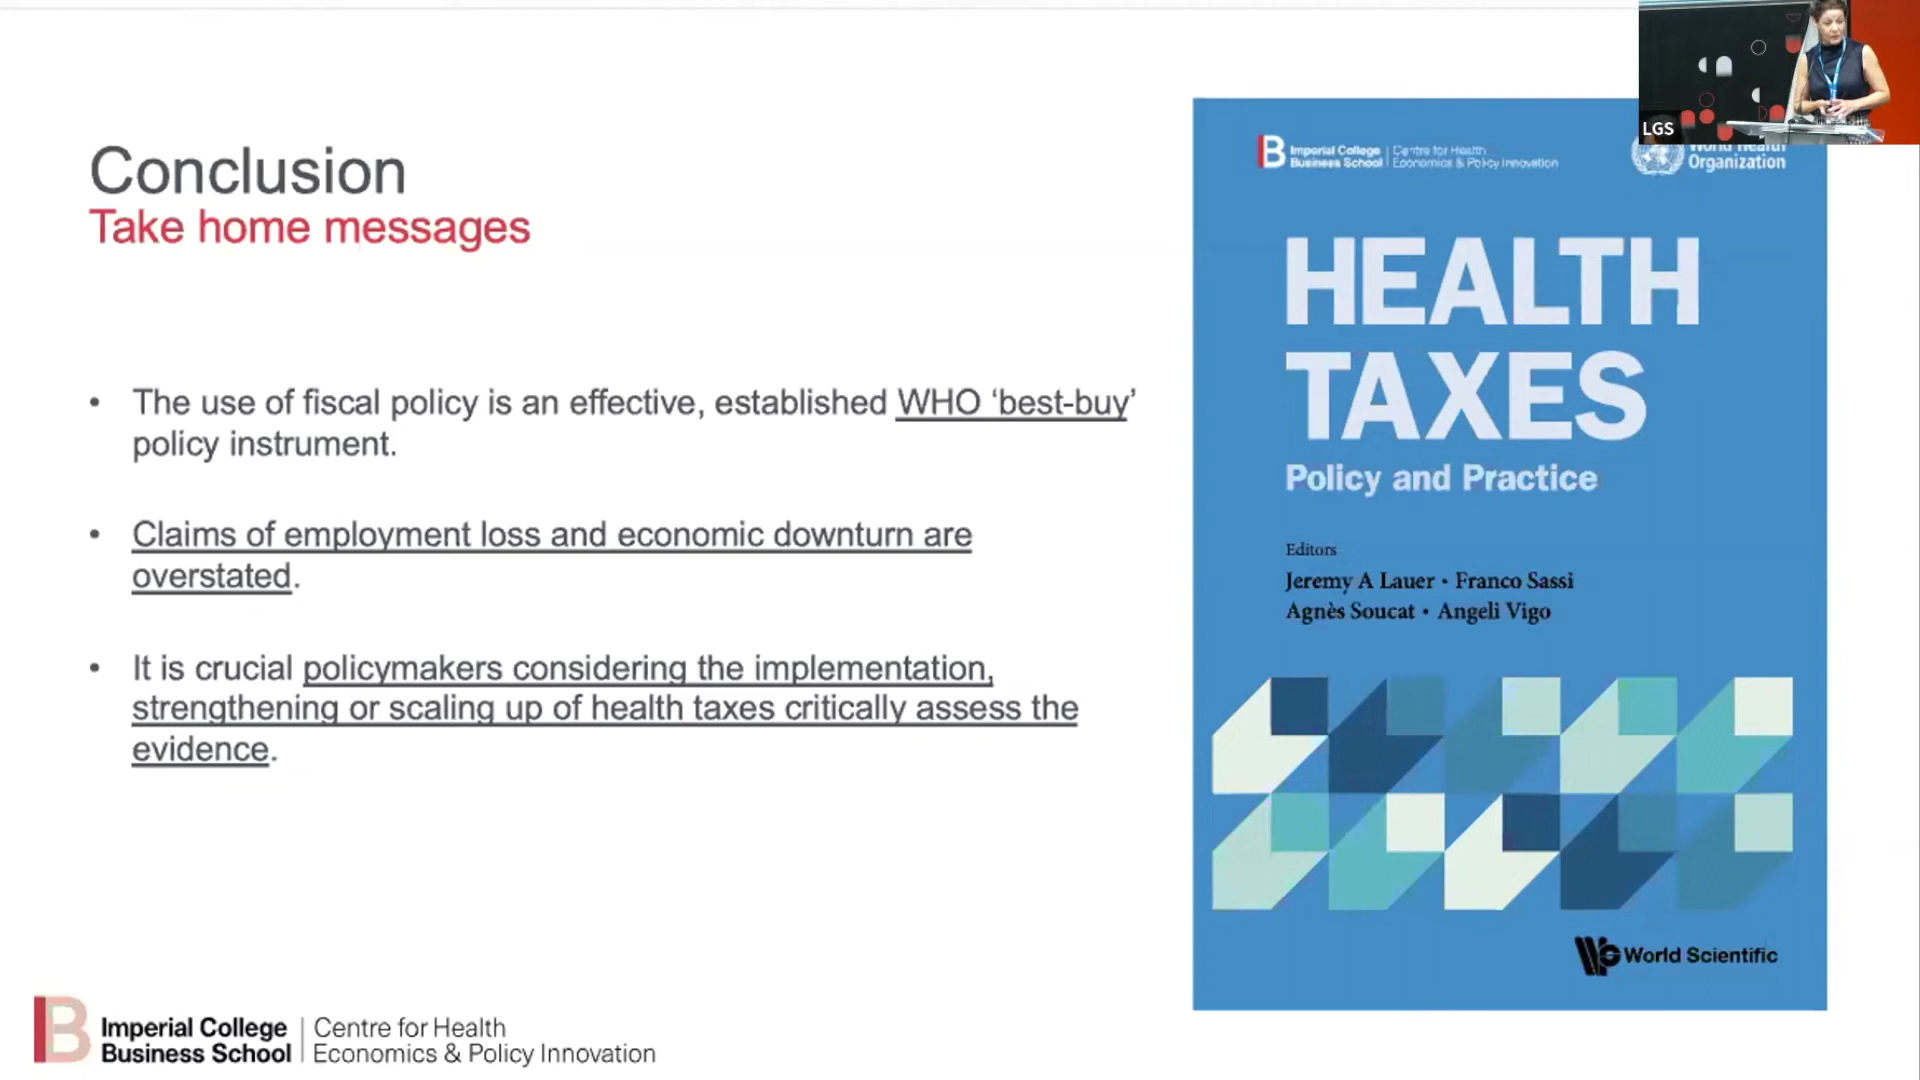 Conclusion
Take home messages
• The use of fiscal policy is an effective, established WHO ‘best-buy’
policy instrument.
• Claims of employment loss and economic downturn are
overstated.
• It is crucial policymakers considering the implementation,
strengthening or scaling up of health taxes critically assess the
evidence.
Imperial College
Business School
Centre for Health
Economics & Policy Innovation
LGS
Imperial College
Business School
Centre for Health
Economics & Policy Innovation
World Health
Organization
HEALTH
TAXES
Policy and Practice
Editors
Jeremy A Lauer • Franco Sassi
Agnès Soucat • Angeli Vigo
World Scientific